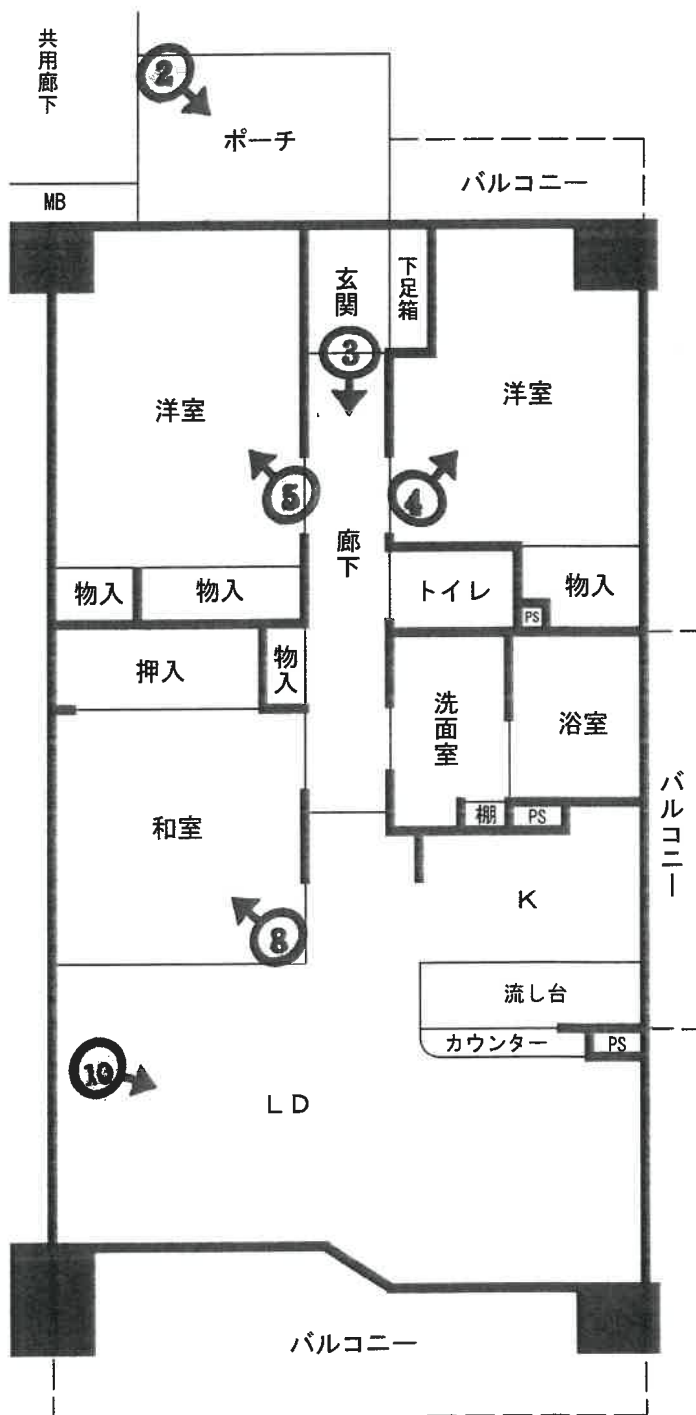 共用廊下
②
ポーチ
バルコニー
MB
玄関
下足箱
③
洋室
洋室
⑤
④
廊下
物入
物入
トイレ
物入
PS
押入
物入
洗面室
浴室
和室
棚
PS
バルコニー
K
⑧
流し台
カウンター
PS
⑩
LD
バルコニー